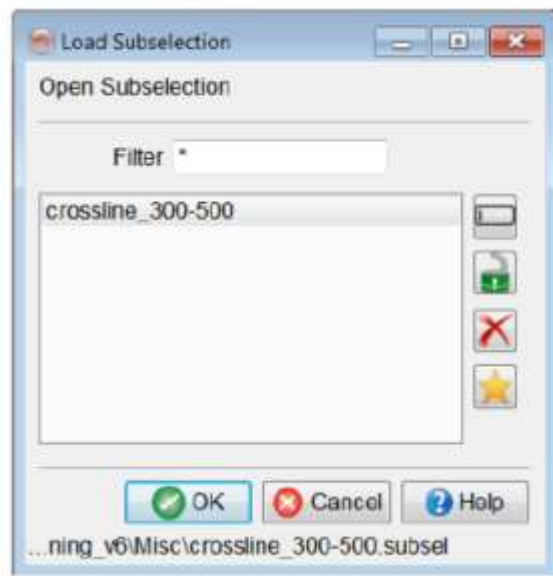 Load Subselection
Open Subselection
Filter *
crossline_300-500
OK Cancel Help
...ning_v6\Misc\crossline_300-500.subsel